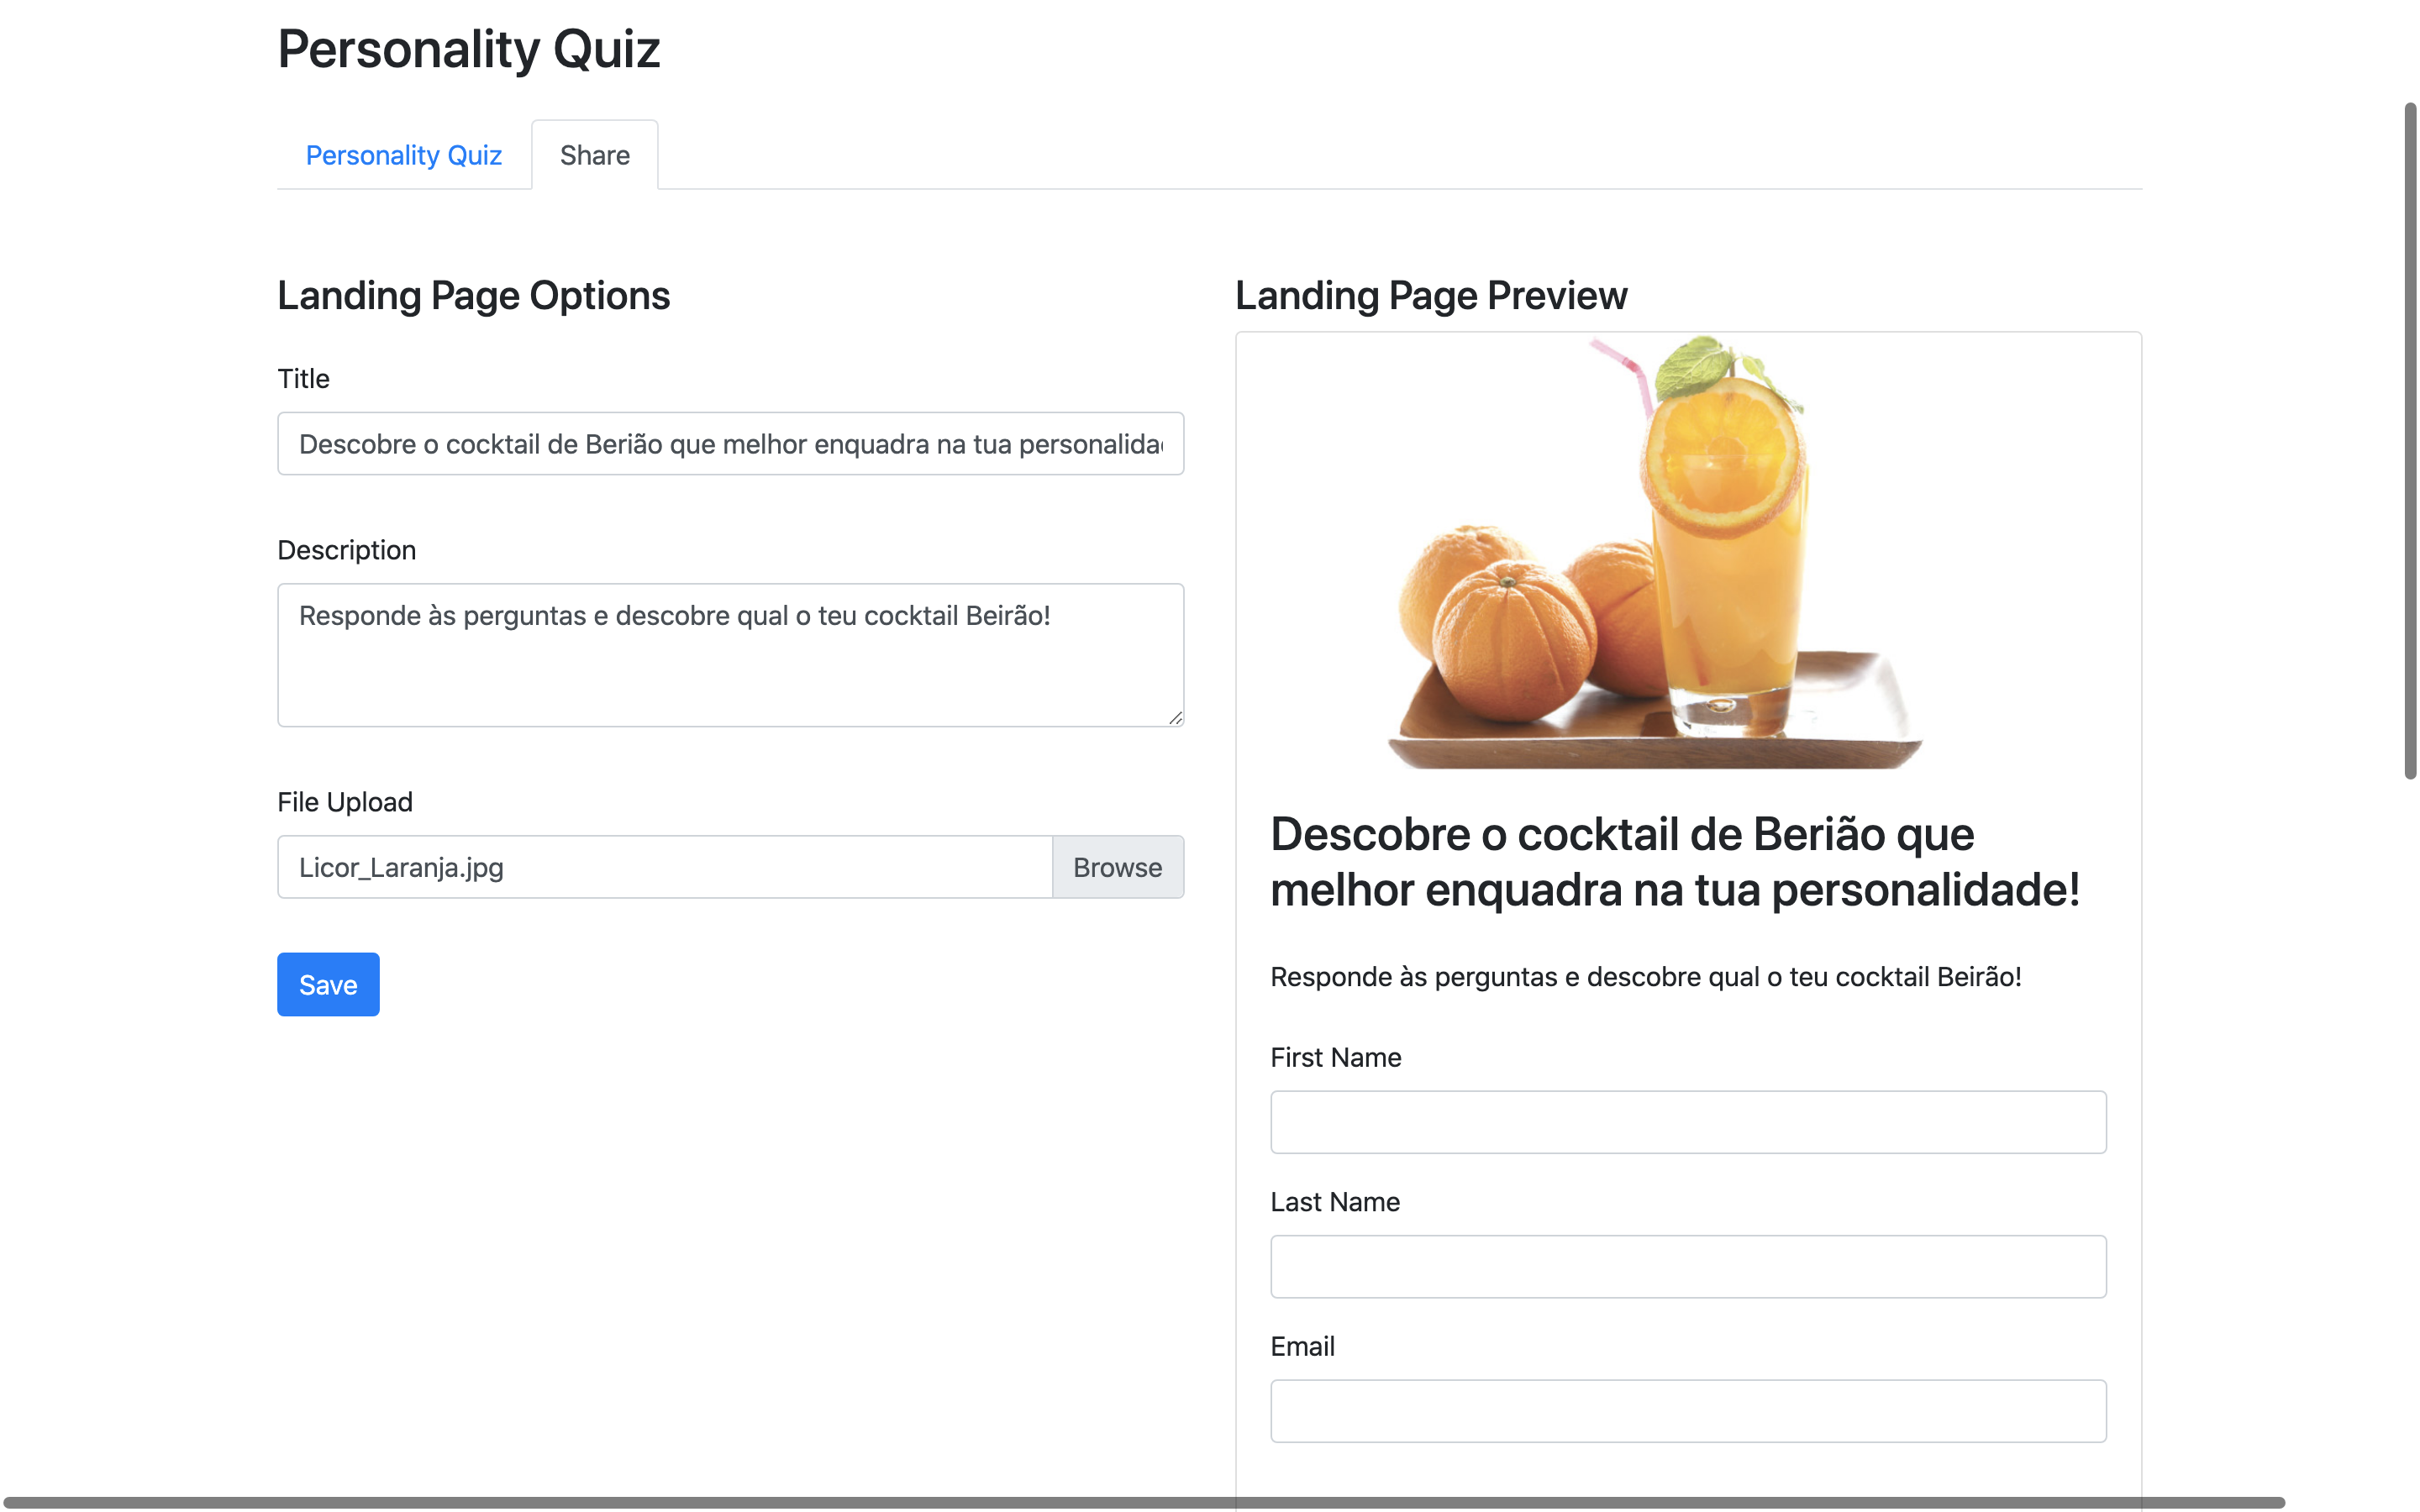 Personality Quiz
Personality Quiz
Share
Landing Page Options
Title
Descobre o cocktail de Berião que melhor enquadra na tua personalida
Description
Responde às perguntas e descobre qual o teu cocktail Beirão!
File Upload
Licor_Laranja.jpg
Browse
Save
Landing Page Preview
Descobre o cocktail de Berião que
melhor enquadra na tua personalidade!
Responde às perguntas e descobre qual o teu cocktail Beirão!
First Name
Last Name
Email